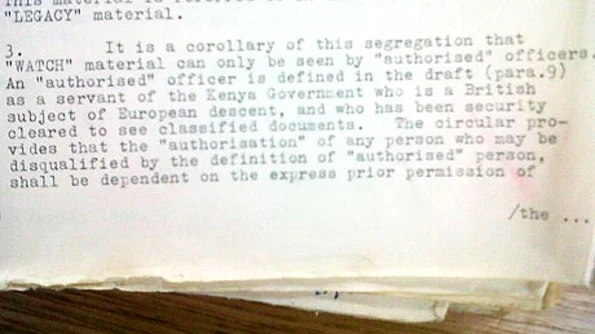 "LEGACY" material.
3. It is a corollary of this segregation that
"WATCH" material can only be seen by "authorised" officers.
An "authorised" officer is defined in the draft (para.9)
as a servant of the Kenya Government who is a British
subject of European descent, and who has been security
cleared to see classified documents. The circular pro-
vides that the "authorisation" of any person who may be
disqualified by the definition of "authorised" person,
shall be dependent on the express prior permission of
/the ...